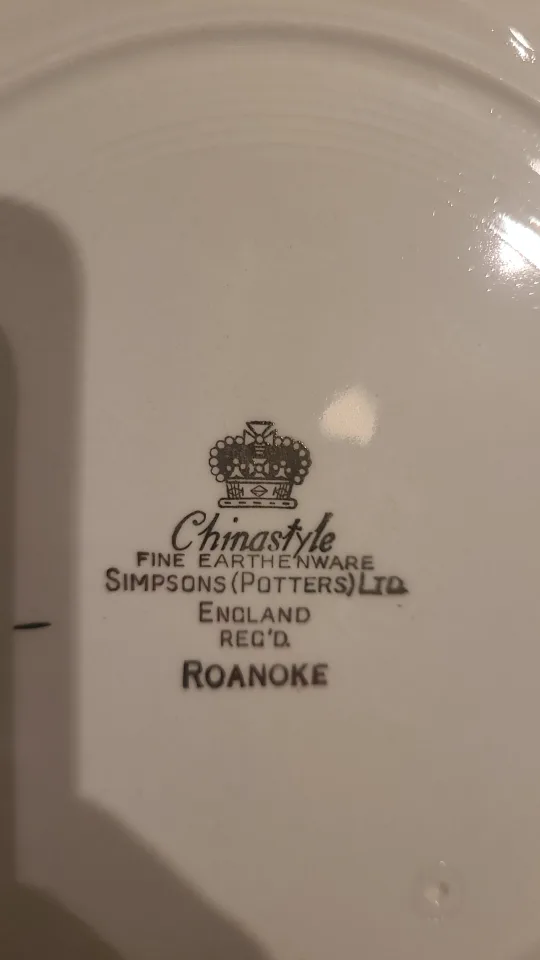 Chinastyle
FINE EARTHENWARE
SIMPSONS (POTTERS) LTD.
ENGLAND
REG'D.
ROANOKE